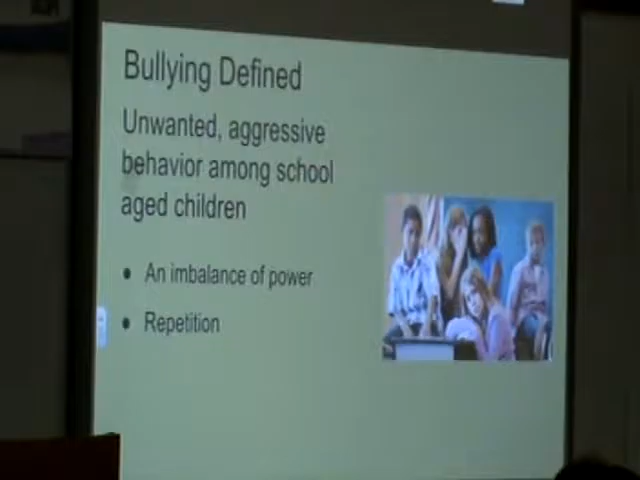 Bullying Defined
Unwanted, aggressive
behavior among school
aged children
• An imbalance of power
• Repetition